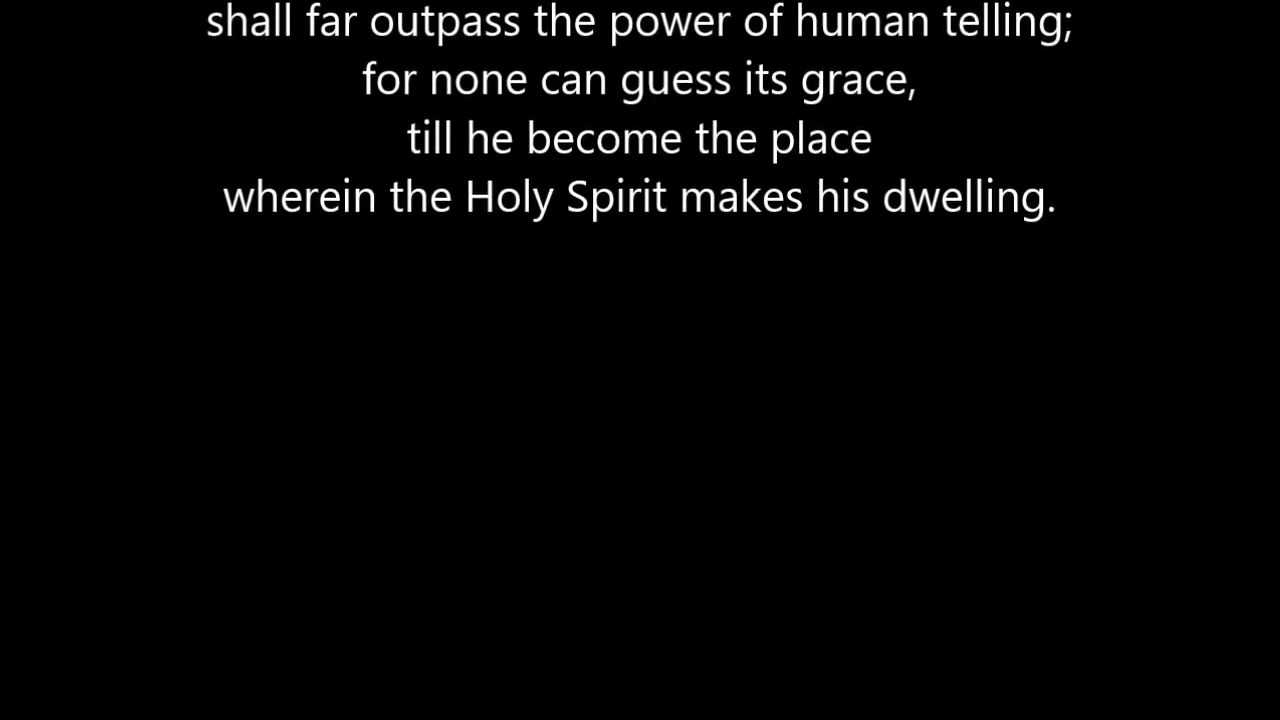 shall far outpass the power of human telling;
for none can guess its grace,
till he become the place
wherein the Holy Spirit makes his dwelling.